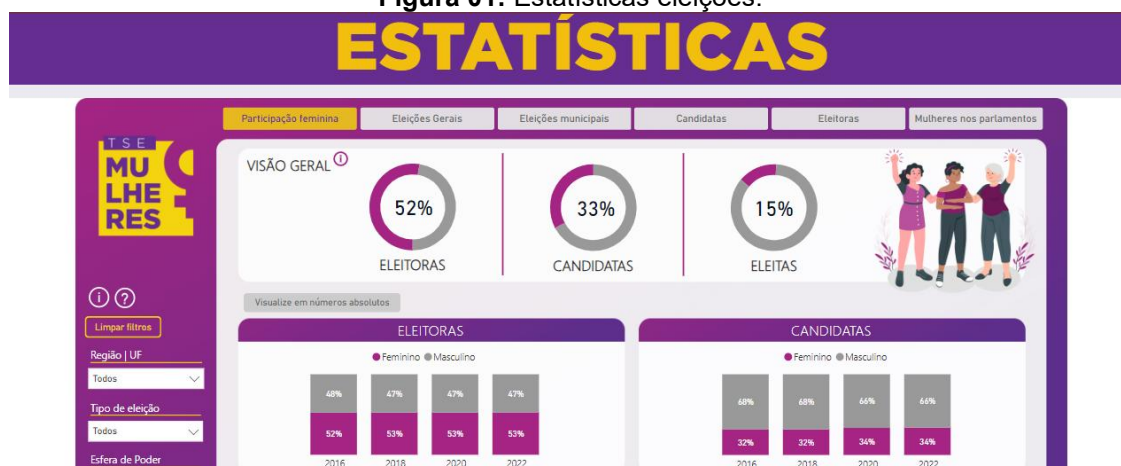 Figura 01: Estatísticas eleições.
ESTATÍSTICAS
Participação feminina
Eleições Gerais
Eleições municipais
Candidatas
Eleitoras
Mulheres nos parlamentos
TSE
MU
LHE
RES
VISÃO GERAL
52%
ELEITORAS
33%
CANDIDATAS
15%
ELEITAS
Visualize em números absolutos
Limpar filtros
Região | UF
Todos
Tipo de eleição
Todos
Esfera de Poder
ELEITORAS
Feminino Masculino
48% 47% 47% 47%
52% 53% 53% 53%
2016 2018 2020 2022
CANDIDATAS
Feminino Masculino
68% 68% 66% 66%
32% 32% 34% 34%
2016 2018 2020 2022